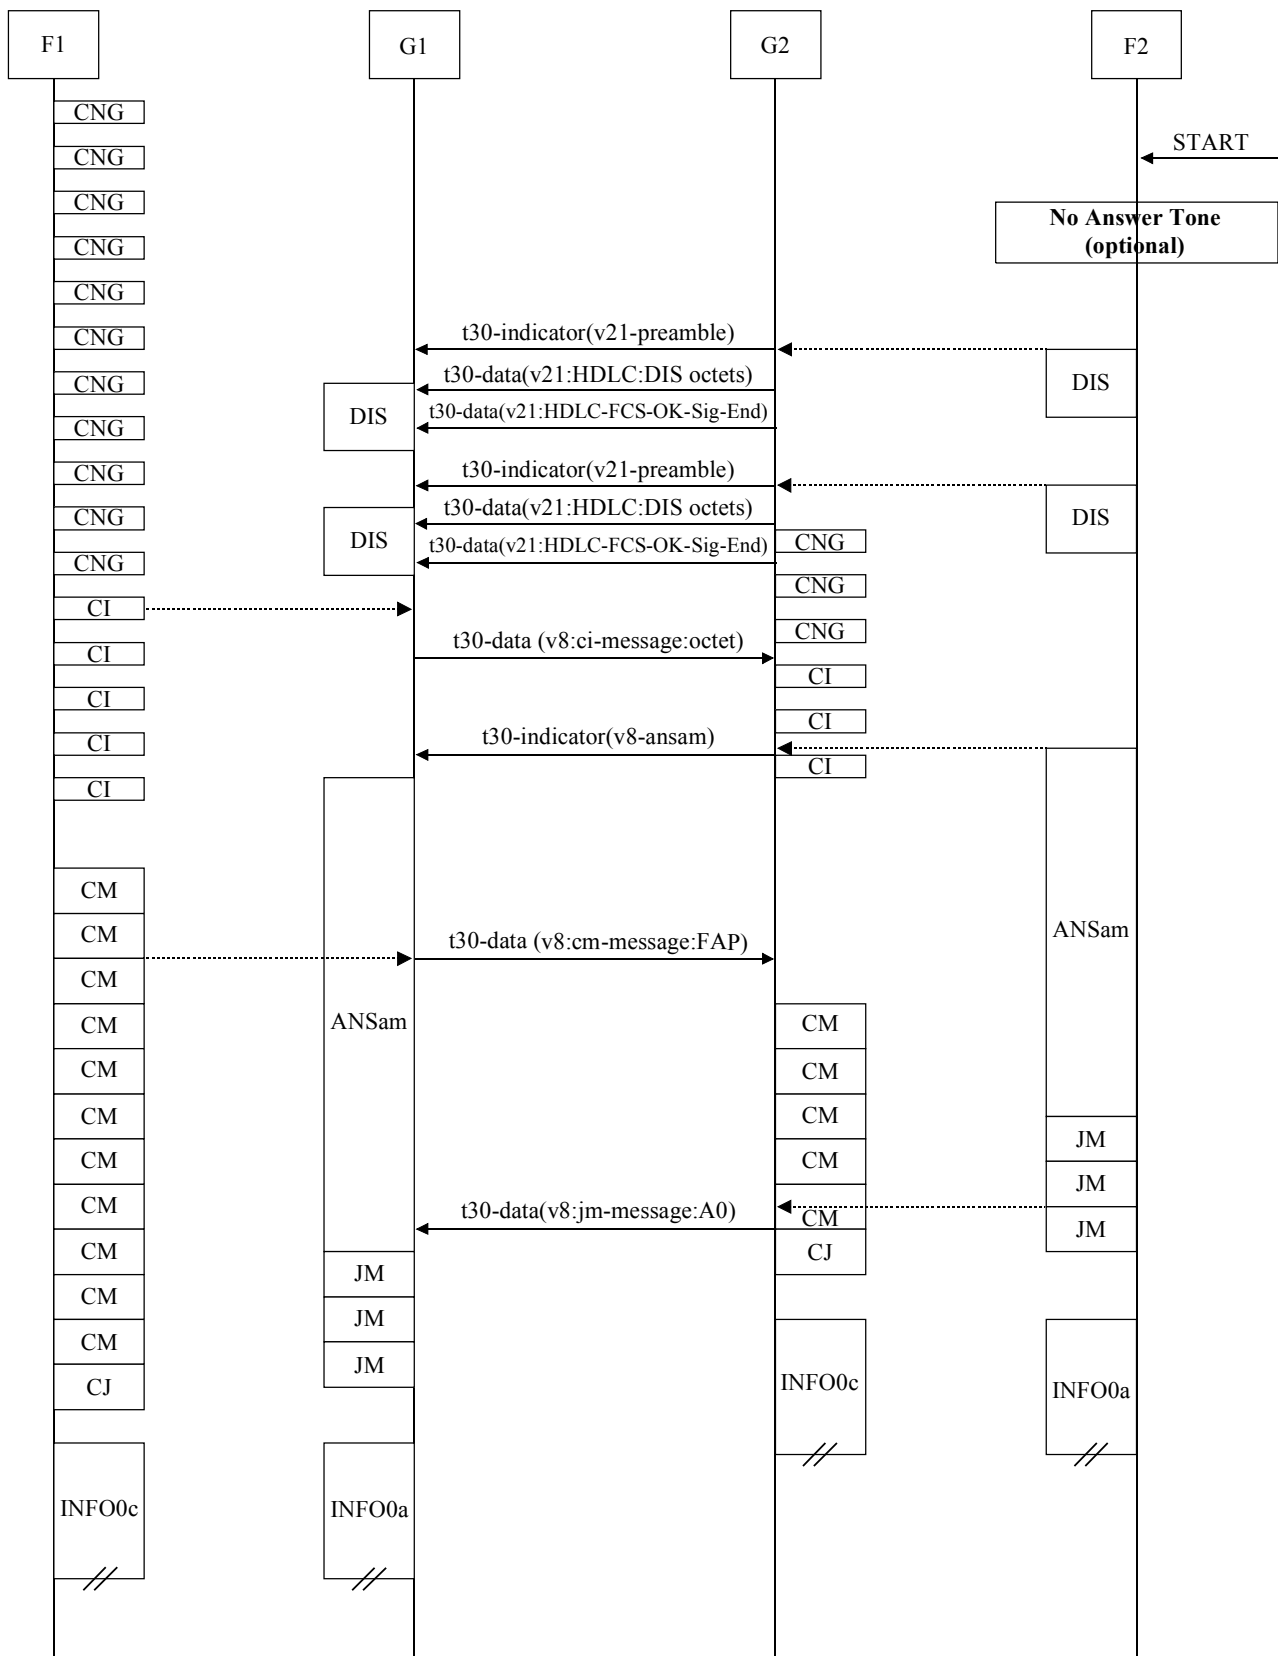 F1 G1 G2 F2
CNG
START
CNG
CNG
No Answer Tone
(optional)
CNG
CNG
CNG
t30-indicator(v21-preamble)
CNG
t30-data(v21:HDLC:DIS octets)
DIS
DIS
t30-data(v21:HDLC-FCS-OK-Sig-End)
CNG
CNG
t30-indicator(v21-preamble)
CNG
t30-data(v21:HDLC:DIS octets)
DIS
DIS
t30-data(v21:HDLC-FCS-OK-Sig-End)
CNG
CNG
CNG
CI
CNG
t30-data (v8:ci-message:octet)
CI
CI
CI
CI
t30-indicator(v8-ansam)
CI
CI
CI
CM
CM
ANSam
t30-data (v8:cm-message:FAP)
CM
CM
ANSam
CM
CM
CM
CM
CM
JM
CM
CM
JM
CM
t30-data(v8:jm-message:A0)
CM
JM
CM
CJ
JM
CM
JM
CM
JM
CJ
INFO0c
INFO0a
INFO0c
INFO0a